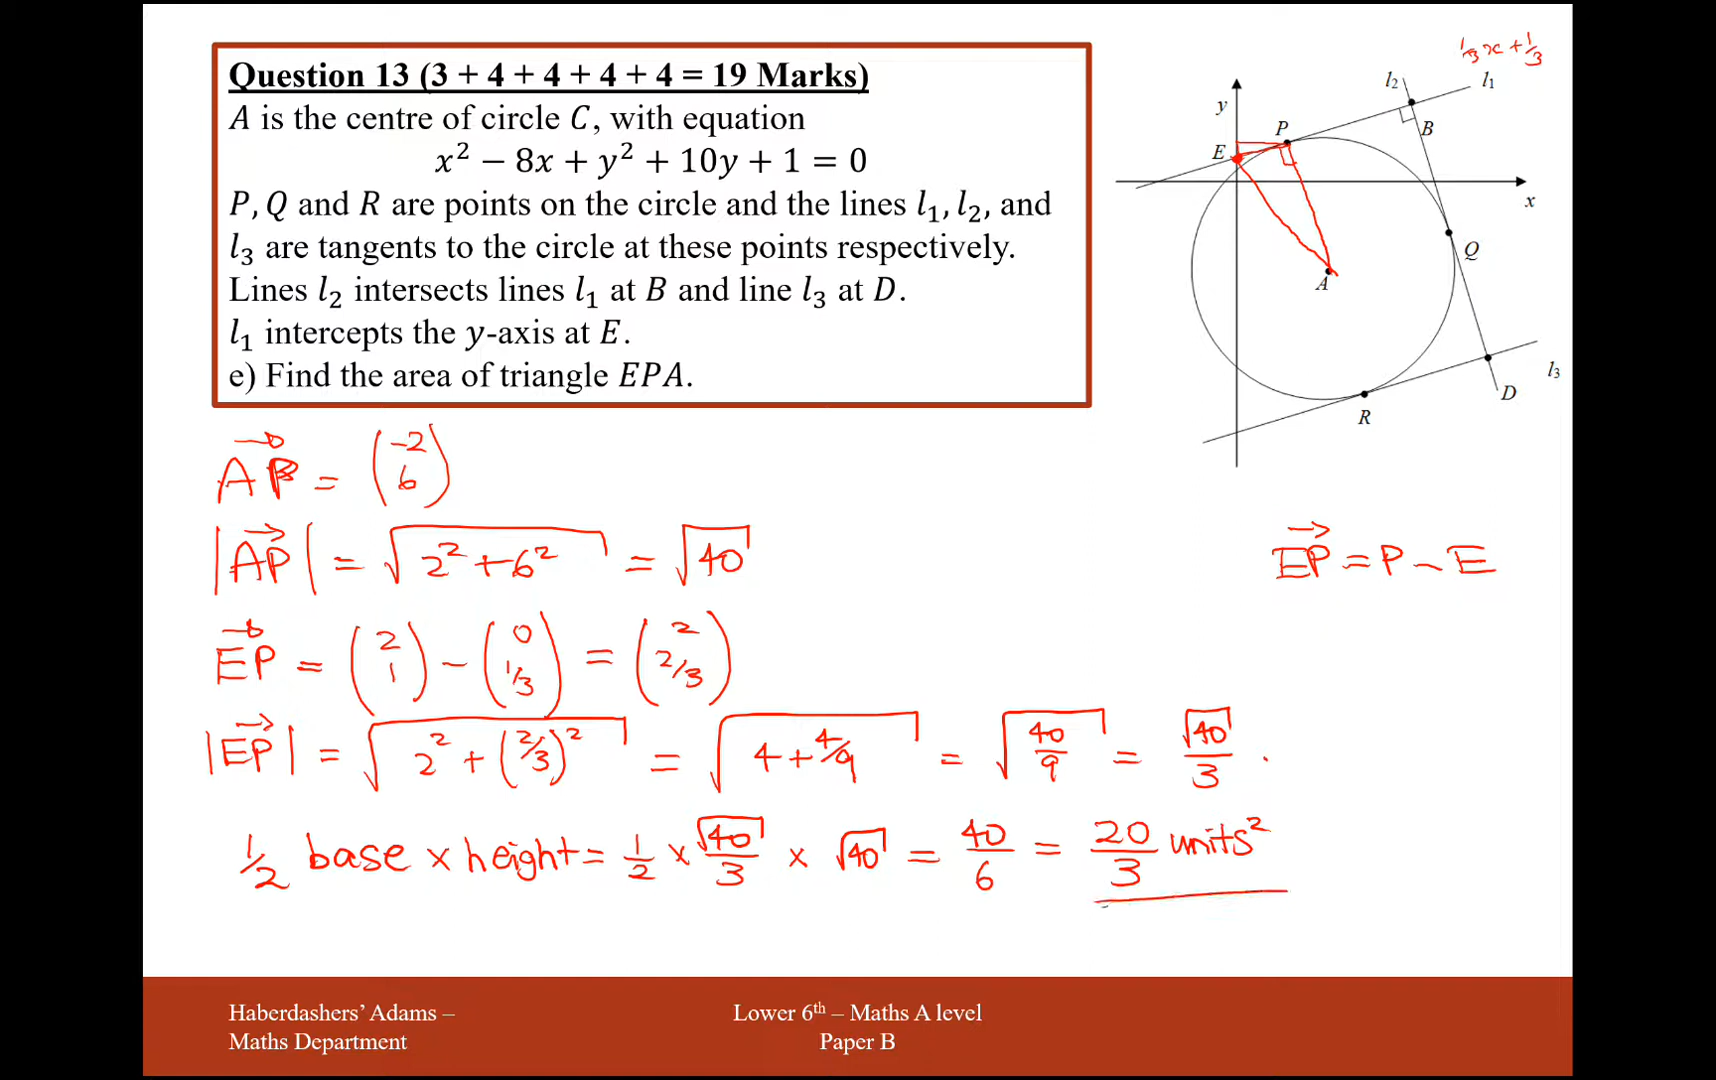 Question 13 (3 + 4 + 4 + 4 + 4 = 19 Marks)
A is the centre of circle C, with equation
x² − 8x + y² + 10y + 1 = 0
P, Q and R are points on the circle and the lines l₁, l₂, and
l₃ are tangents to the circle at these points respectively.
Lines l₂ intersects lines l₁ at B and line l₃ at D.
l₁ intercepts the y-axis at E.
e) Find the area of triangle EPA.
⅓x + ⅓
l₂
l₁
y
P
B
E
x
Q
A
l₃
D
R
AP = (−2 6)
|AP| = √(2² + 6²) = √40
EP = P − E
EP = (2 1) − (0 1/3) = (2 2/3)
|EP| = √(2² + (2/3)²) = √(4 + 4/9) = √(40/9) = √40/3 .
½ base × height = ½ × √40/3 × √40 = 40/6 = 20/3 units²
Haberdashers’ Adams –
Maths Department
Lower 6th – Maths A level
Paper B